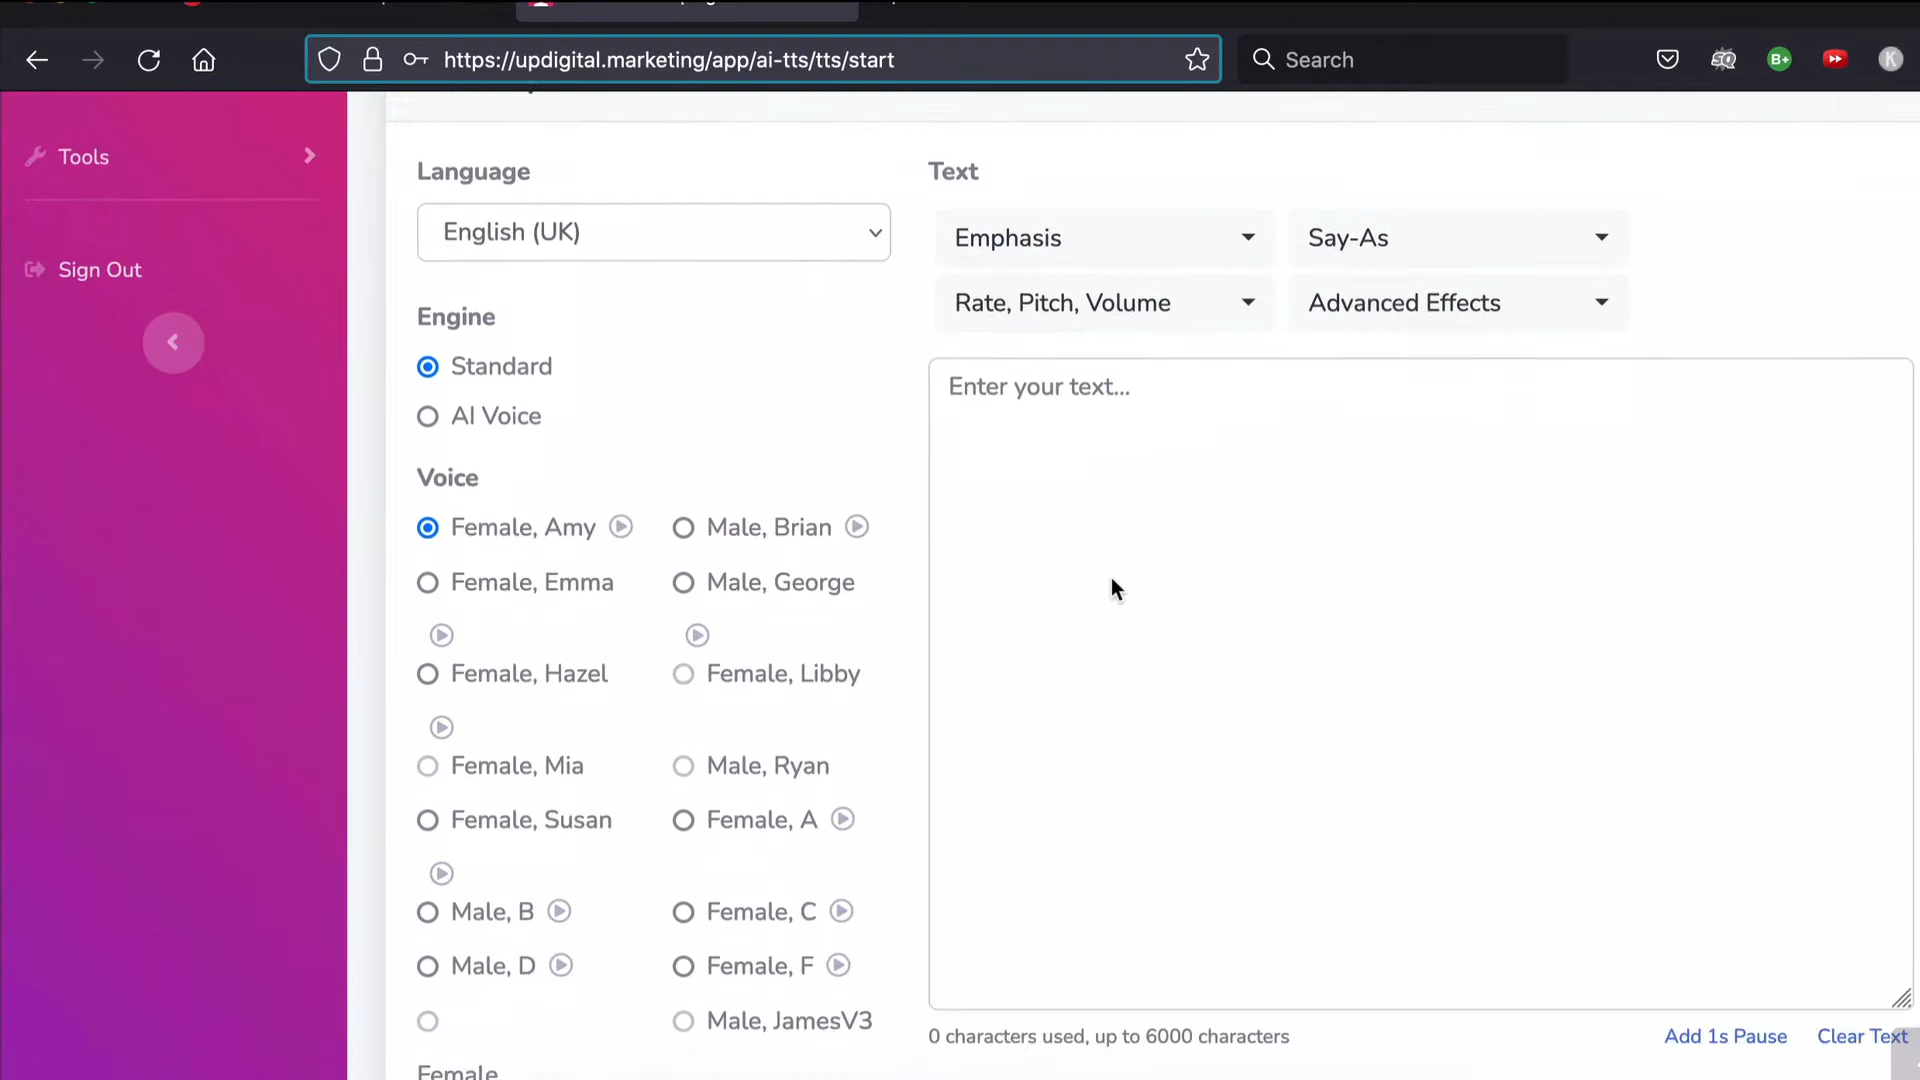 https://updigital.marketing/app/ai-tts/tts/start
Search
B+
K
Tools
Sign Out
Language
English (UK)
Engine
Standard
AI Voice
Voice
Female, Amy
Male, Brian
Female, Emma
Male, George
Female, Hazel
Female, Libby
Female, Mia
Male, Ryan
Female, Susan
Female, A
Male, B
Female, C
Male, D
Female, F
Male, JamesV3
Female
Text
Emphasis
Say-As
Rate, Pitch, Volume
Advanced Effects
Enter your text...
0 characters used, up to 6000 characters
Add 1s Pause
Clear Text